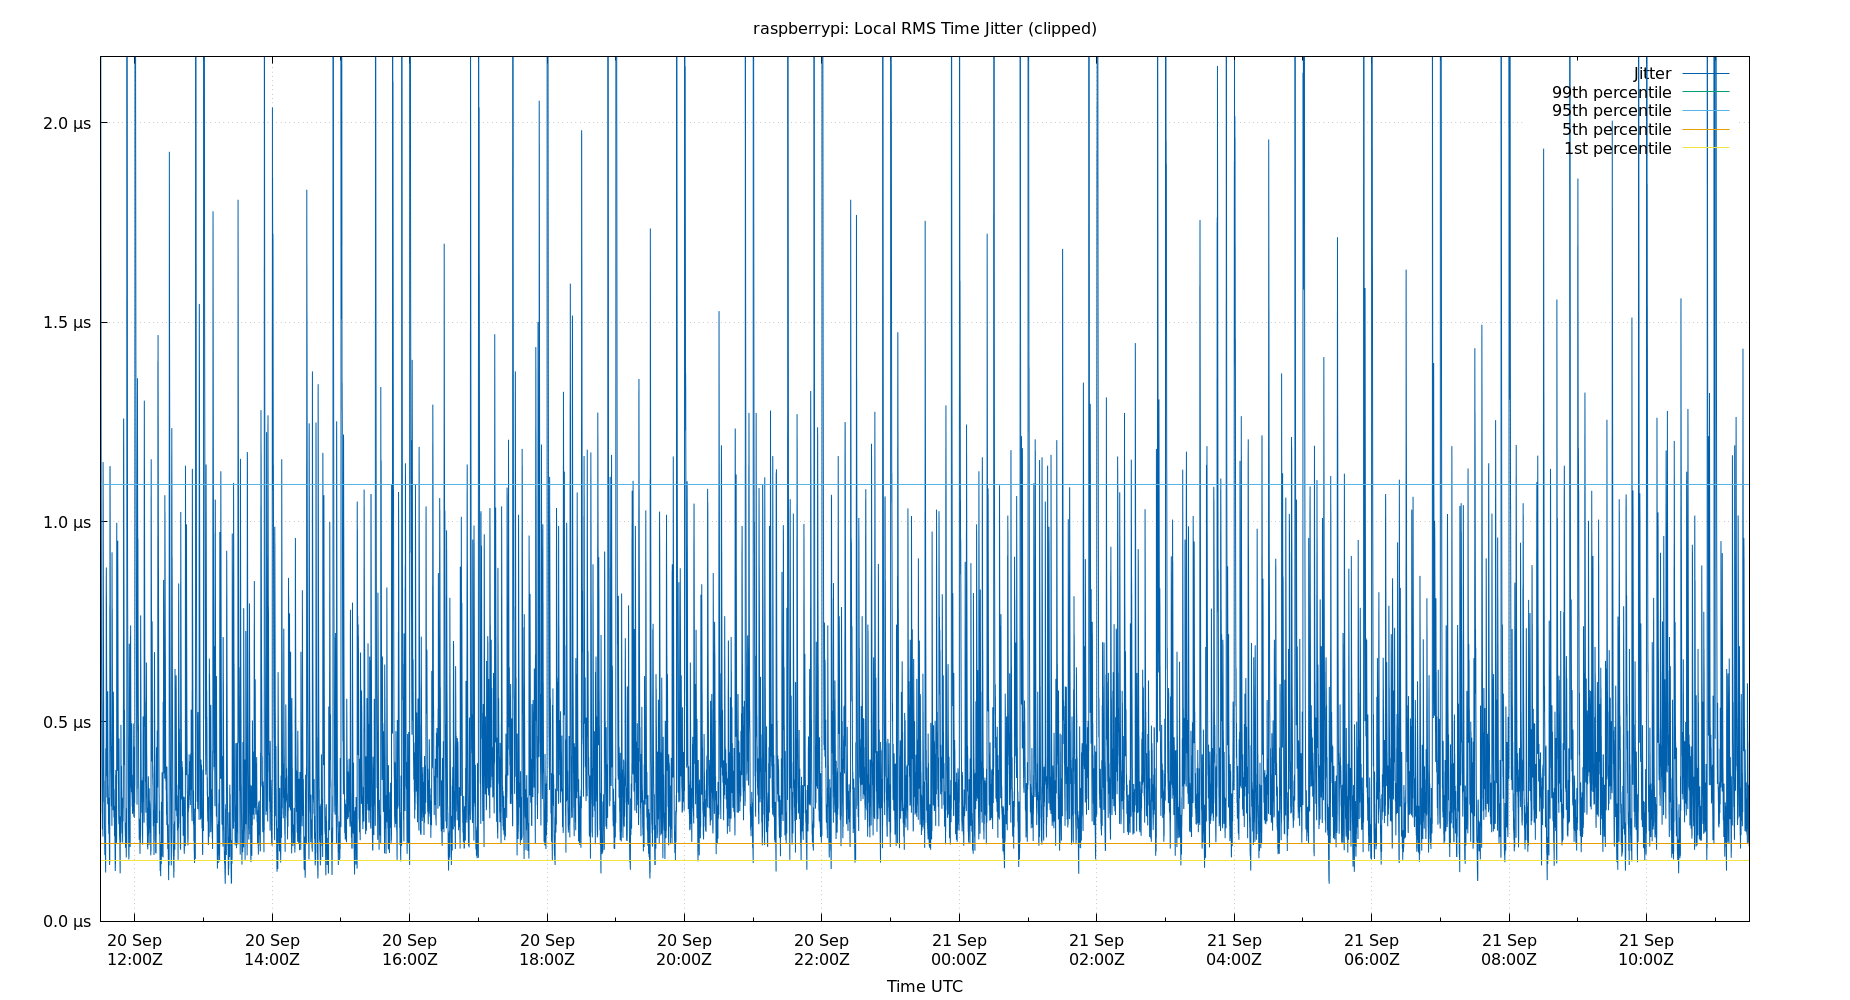 raspberrypi: Local RMS Time Jitter (clipped)
Jitter
99th percentile
95th percentile
5th percentile
1st percentile
2.0 μs
1.5 μs
1.0 μs
0.5 μs
0.0 μs
20 Sep 20 Sep 20 Sep 20 Sep 20 Sep 20 Sep 21 Sep 21 Sep 21 Sep 21 Sep 21 Sep 21 Sep
12:00Z 14:00Z 16:00Z 18:00Z 20:00Z 22:00Z 00:00Z 02:00Z 04:00Z 06:00Z 08:00Z 10:00Z
Time UTC